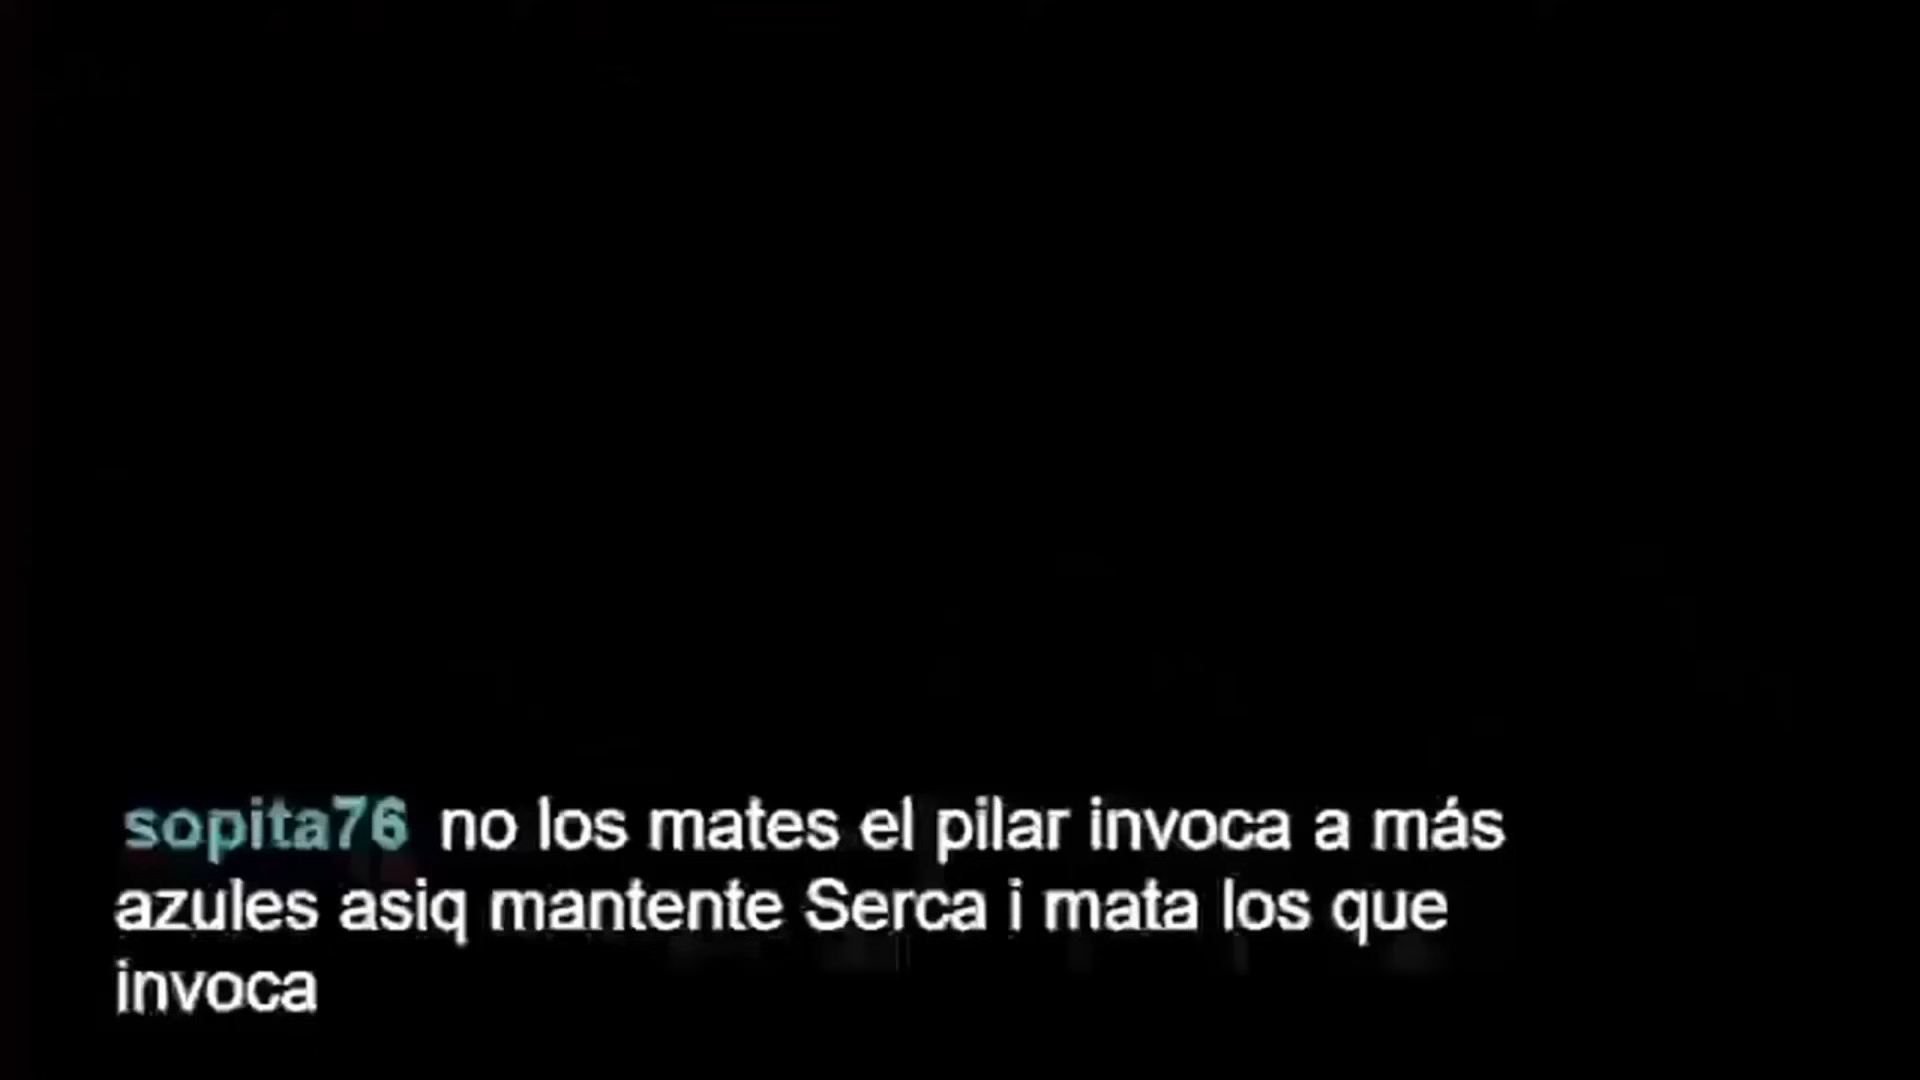 sopita76 no los mates el pilar invoca a más
azules asiq mantente Serca i mata los que
invoca